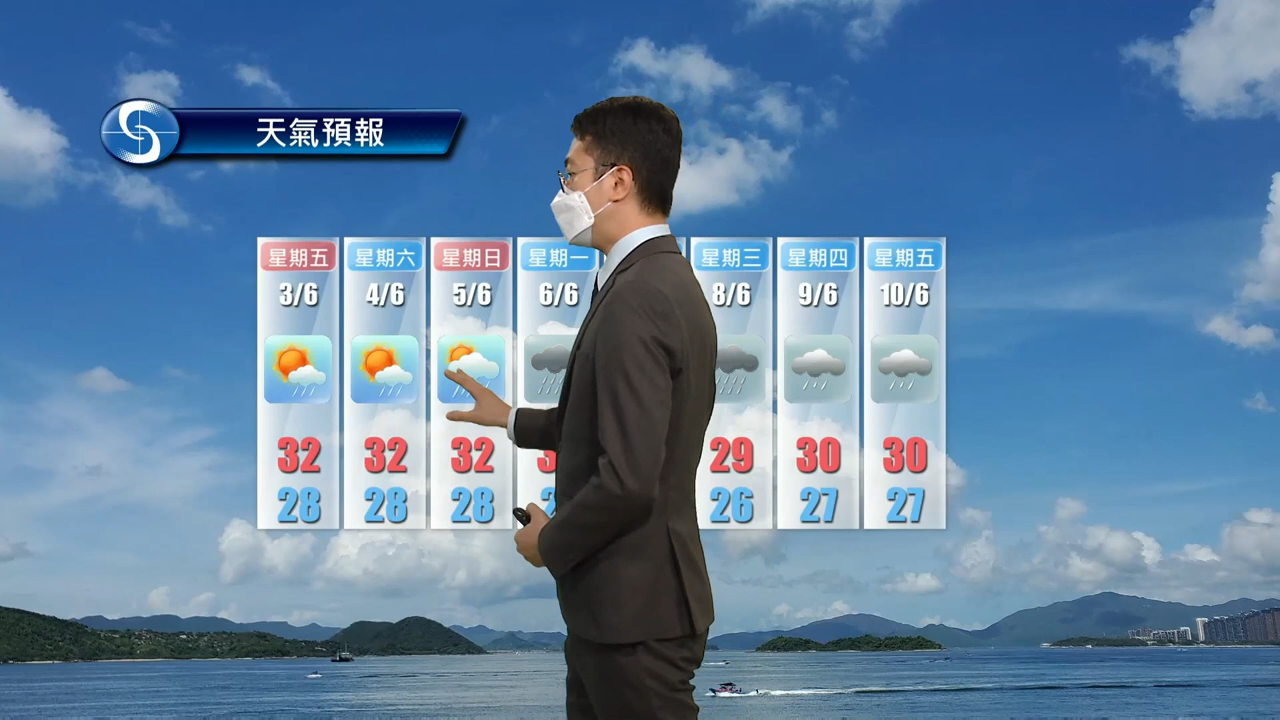 天氣預報
星期五 星期六 星期日 星期一 星期三 星期四 星期五
3/6 4/6 5/6 6/6 8/6 9/6 10/6
32 32 32 29 30 30
28 28 28 26 27 27